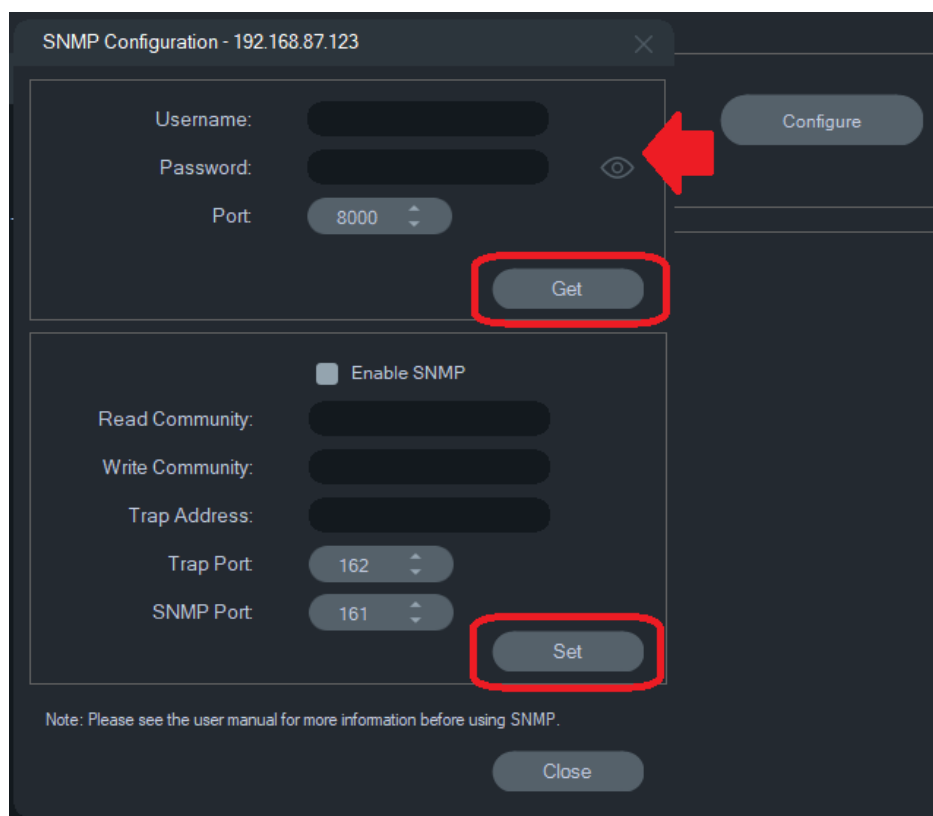 SNMP Configuration - 192.168.87.123
Username:
Configure
Password:
Port
8000
Get
Enable SNMP
Read Community:
Write Community:
Trap Address:
Trap Port
162
SNMP Port
161
Set
Note: Please see the user manual for more information before using SNMP.
Close